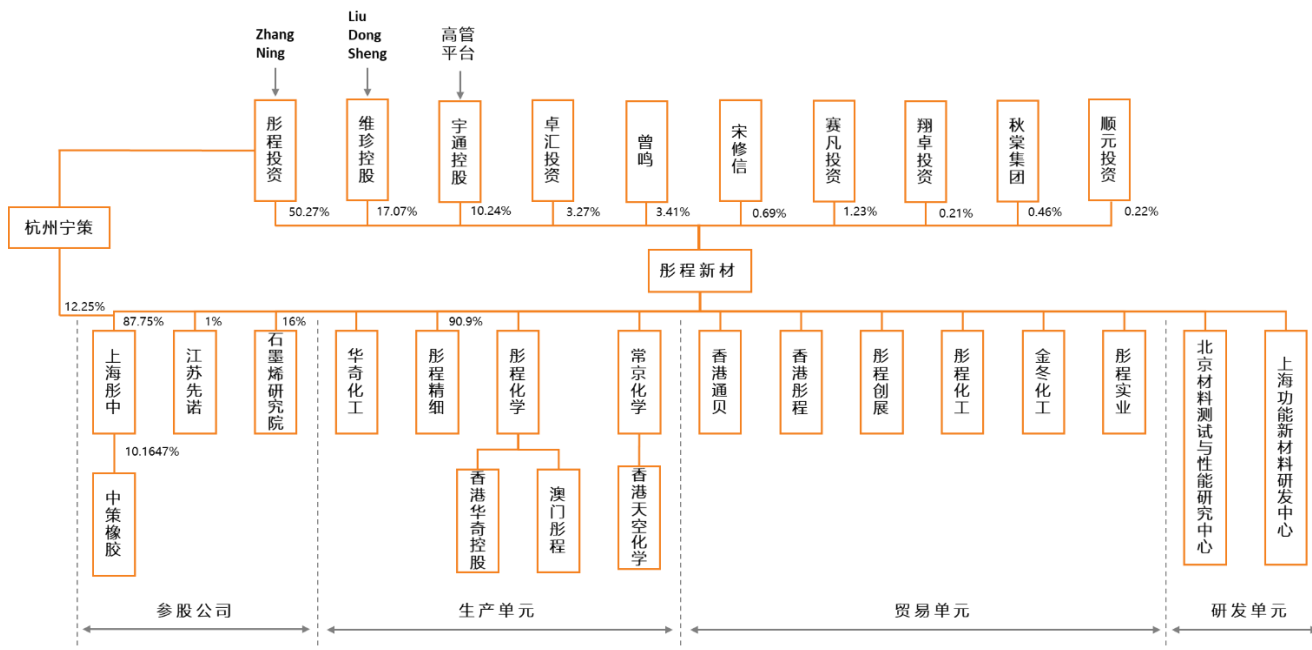 Zhang
Ning
Liu
Dong
Sheng
高管
平台
彤程投资
维珍控股
宇通控股
卓汇投资
曾鸣
宋修信
赛凡投资
翔卓投资
秋棠集团
顺元投资
50.27%
17.07%
10.24%
3.27%
3.41%
0.69%
1.23%
0.21%
0.46%
0.22%
杭州宁策
彤程新材
12.25%
87.75%
1%
16%
90.9%
上海彤中
江苏先诺
石墨烯研究院
华奇化工
彤程精细
彤程化学
常京化学
香港通贝
香港彤程
彤程创展
彤程化工
金冬化工
彤程实业
北京材料测试与性能研究中心
上海功能新材料研发中心
10.1647%
中策橡胶
香港华奇控股
澳门彤程
香港天空化学
参股公司
生产单元
贸易单元
研发单元